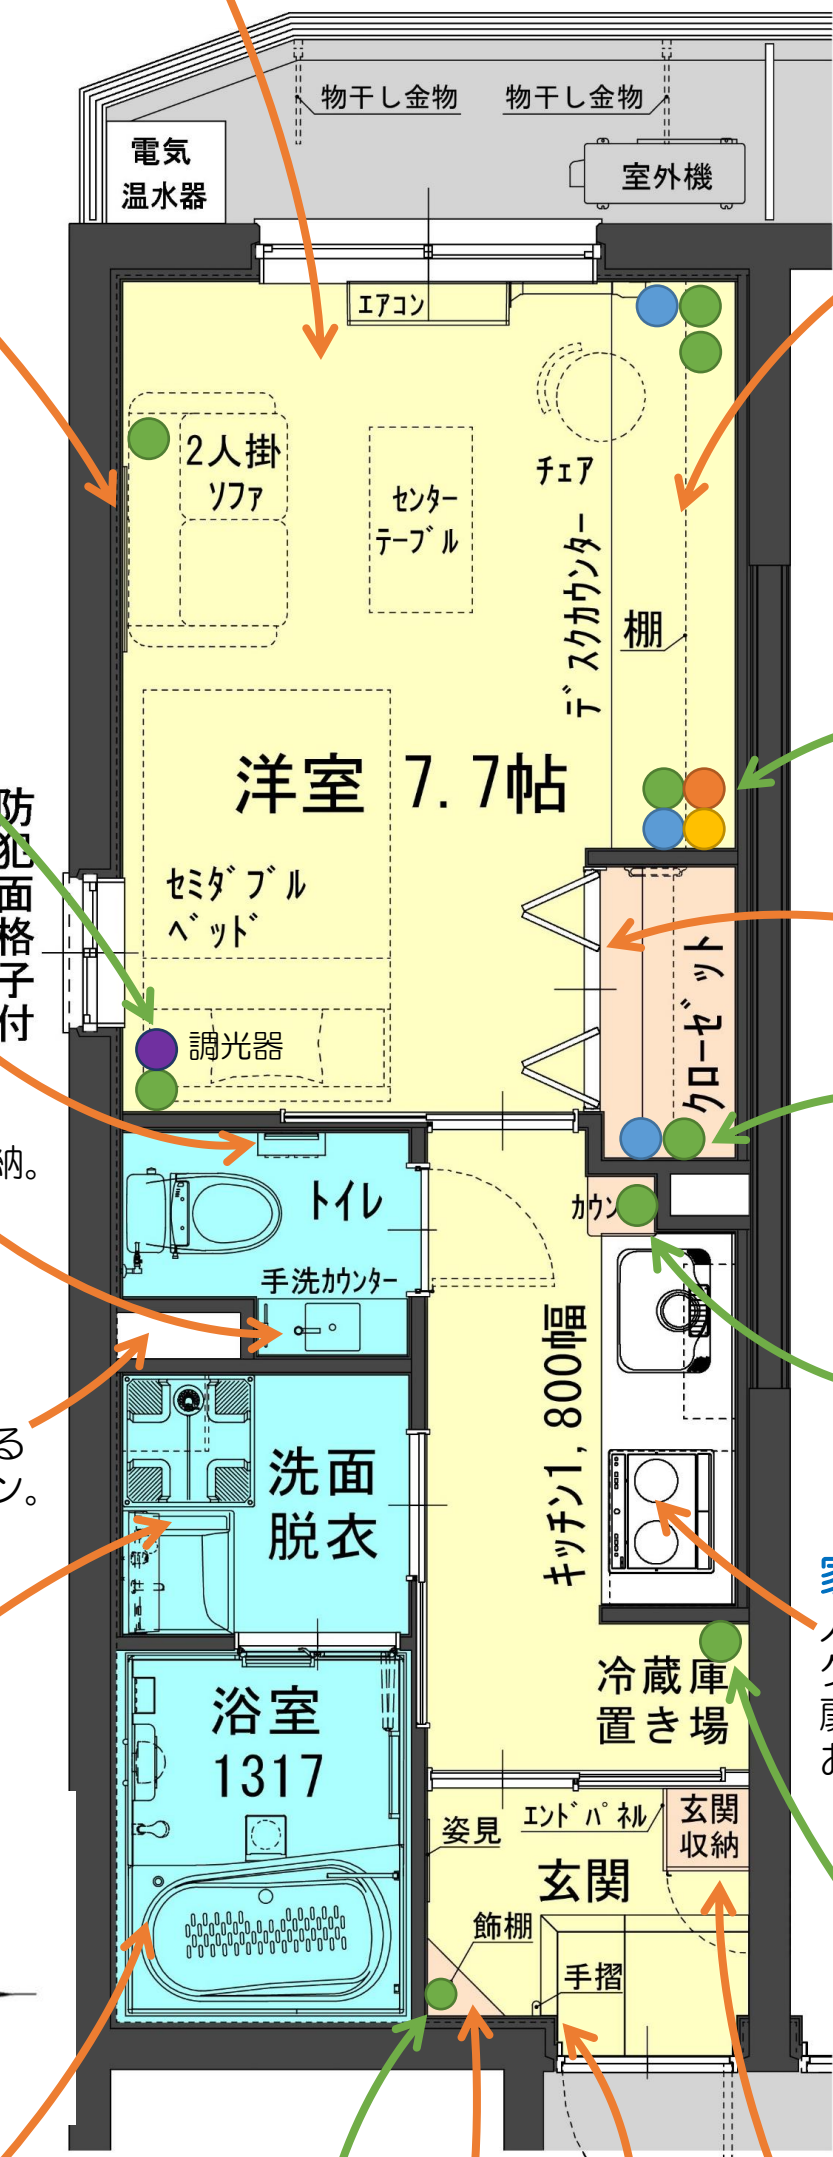 物干し金物
物干し金物
電気
温水器
室外機
エアコン
2人掛
ソファ
センター
テーブル
チェア
デスクカウンター
棚
洋室 7.7帖
防犯面格子付
セミダブル
ベッド
調光器
クローゼット
納。
トイレ
カウン
手洗カウンター
キッチン1,800幅
る
ン。
洗面
脱衣
冷蔵庫
置き場
浴室
1317
姿見
エンドパネル
玄関
収納
玄関
飾棚
手摺